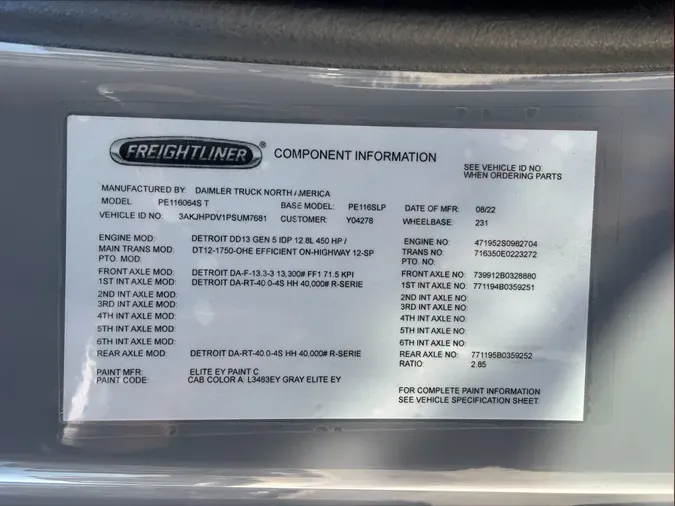 FREIGHTLINER® COMPONENT INFORMATION
SEE VEHICLE ID NO.
WHEN ORDERING PARTS
MANUFACTURED BY: DAIMLER TRUCK NORTH AMERICA
MODEL PE116064S T BASE MODEL: PE116SLP DATE OF MFR: 08/22
VEHICLE ID NO: 3AKJHPDV1PSUM7681 CUSTOMER: Y04278 WHEELBASE: 231
ENGINE MOD: DETROIT DD13 GEN 5 IDP 12.8L 450 HP / ENGINE NO: 471952S0982704
MAIN TRANS MOD: DT12-1750-OHE EFFICIENT ON-HIGHWAY 12-SP TRANS NO: 716350E0223272
PTO. MOD: PTO. NO:
FRONT AXLE MOD: DETROIT DA-F-13.3-3 13,300# FF1 71.5 KPI FRONT AXLE NO: 739912B0328880
1ST INT AXLE MOD: DETROIT DA-RT-40.0-4S HH 40,000# R-SERIE 1ST INT AXLE NO: 771194B0359251
2ND INT AXLE MOD: 2ND INT AXLE NO:
3RD INT AXLE MOD: 3RD INT AXLE NO:
4TH INT AXLE MOD: 4TH INT AXLE NO:
5TH INT AXLE MOD: 5TH INT AXLE NO:
6TH INT AXLE MOD: 6TH INT AXLE NO:
REAR AXLE MOD: DETROIT DA-RT-40.0-4S HH 40,000# R-SERIE REAR AXLE NO: 771195B0359252
RATIO: 2.85
PAINT MFR: ELITE EY PAINT C
PAINT CODE: CAB COLOR A: L3483EY GRAY ELITE EY
FOR COMPLETE PAINT INFORMATION
SEE VEHICLE SPECIFICATION SHEET.